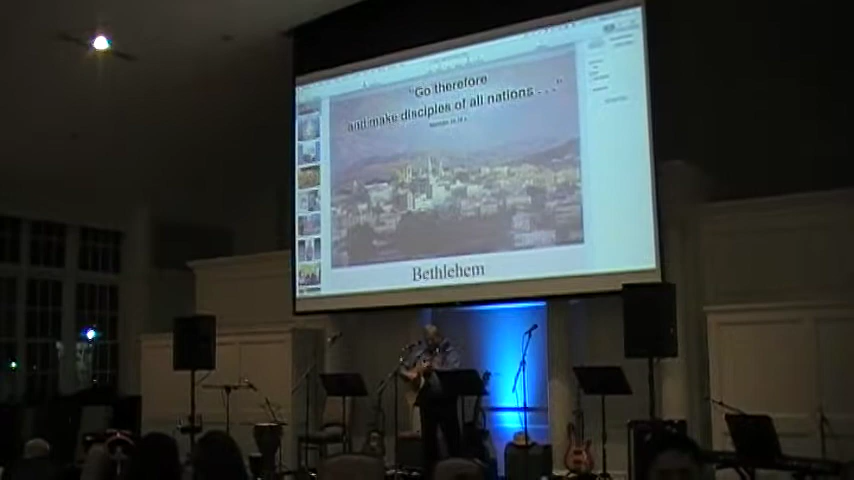 "Go therefore
and make disciples of all nations . . ."
Bethlehem